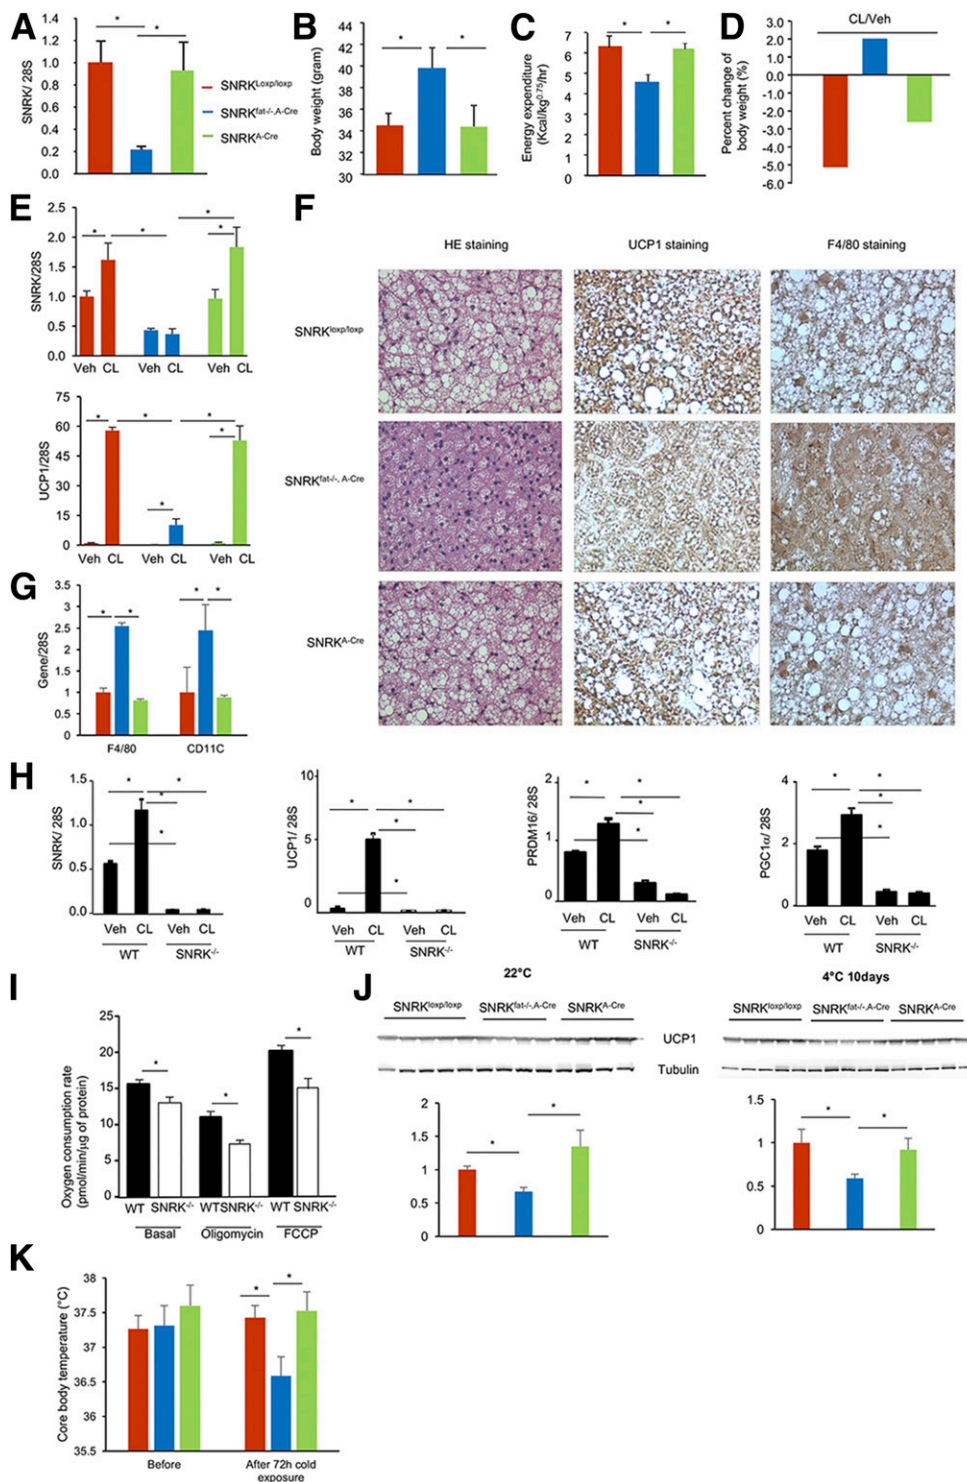 A
SNRK/ 28S
1.4
1.2
1.0
0.8
0.6
0.4
0.2
0.0
*
*
SNRKLoxp/loxp
SNRKfat-/-,A-Cre
SNRKA-Cre
B
Body weight (gram)
44
42
40
38
36
34
32
30
*
*
C
Energy expenditure
(Kcal/kg0.75/hr)
7
6
5
4
3
2
1
0
*
*
D
CL/Veh
Percent change of
body weight (%)
2.0
1.0
0.0
-1.0
-2.0
-3.0
-4.0
-5.0
-6.0
E
SNRK/28S
2.5
2.0
1.5
1.0
0.5
0.0
*
*
*
*
Veh CL Veh CL Veh CL
UCP1/28S
75
60
45
30
15
0
*
*
*
*
*
Veh CL Veh CL Veh CL
F
HE staining UCP1 staining F4/80 staining
SNRKloxp/loxp
SNRKfat-/-, A-Cre
SNRKA-Cre
G
Gene/28S
3.5
3
2.5
2
1.5
1
0.5
0
* * * *
F4/80 CD11C
H
SNRK/ 28S
1.5
1.0
0.5
0.0
* *
*
*
Veh CL Veh CL
WT SNRK-/-
UCP1/ 28S
10
5
0
* *
*
*
Veh CL Veh CL
WT SNRK-/-
PRDM16/ 28S
2
1
0
* *
*
*
Veh CL Veh CL
WT SNRK-/-
PGC1α/ 28S
4
2
0
* *
*
*
Veh CL Veh CL
WT SNRK-/-
I
Oxygen consumption rate
(pmol/min/µg of protein)
25
20
15
10
5
0
*
*
*
WT SNRK-/- WT SNRK-/- WT SNRK-/-
Basal Oligomycin FCCP
J
22°C
4°C 10days
SNRKloxp/loxp SNRKfat-/-,A-Cre SNRKA-Cre
SNRKloxp/loxp SNRKfat-/-,A-Cre SNRKA-Cre
UCP1
Tubulin
2
1.5
1
0.5
0
*
*
1.5
1
0.5
0
*
*
K
Core body temperature (°C)
38
37.5
37
36.5
36
35.5
*
*
Before
After 72h cold
exposure